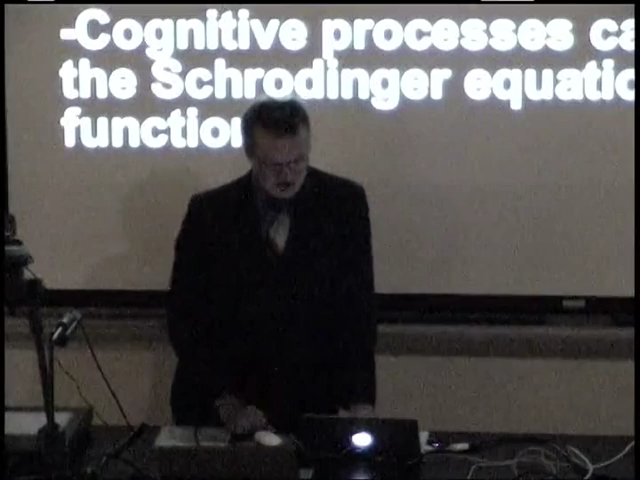 -Cognitive processes ca
the Schrodinger equatio
function